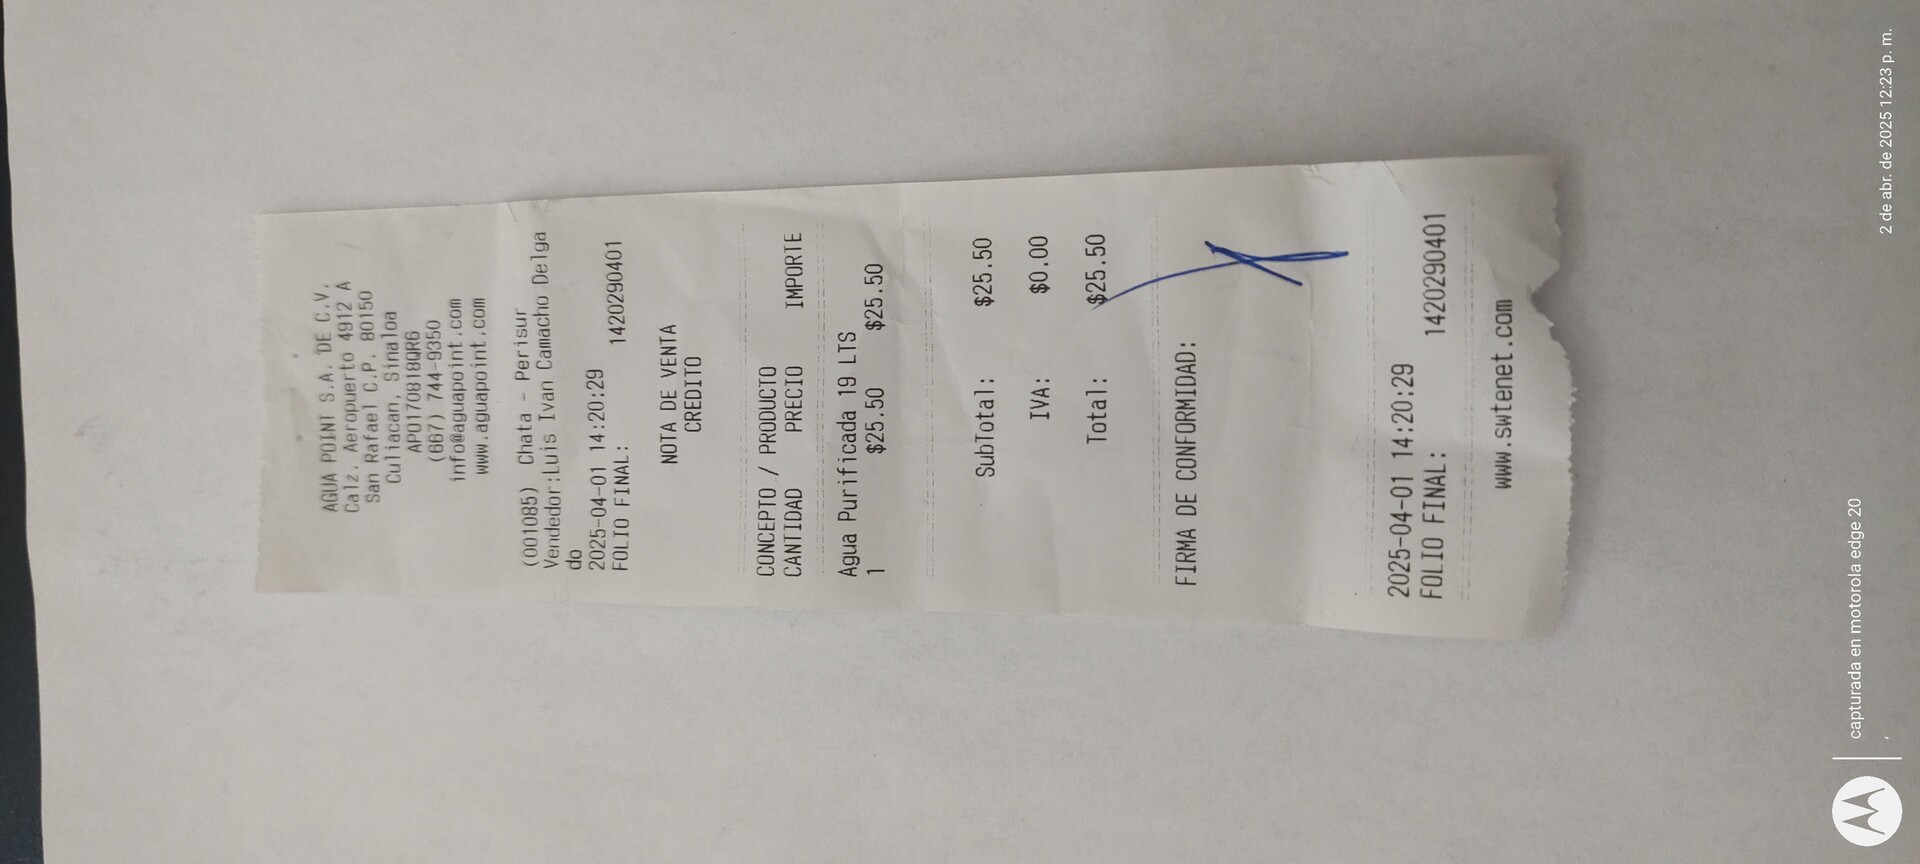 AGUA POINT S.A. DE C.V.
Calz. Aeropuerto 4912 A
San Rafael C.P. 80150
Culiacan, Sinaloa
APO170818QR6
(667) 744-9350
info@aguapoint.com
www.aguapoint.com
(001085) Chata - Perisur
Vendedor:Luis Ivan Camacho Delga
do
2025-04-01 14:20:29
FOLIO FINAL: 1420290401
NOTA DE VENTA
CREDITO
CONCEPTO / PRODUCTO
CANTIDAD PRECIO IMPORTE
Agua Purificada 19 LTS
1 $25.50 $25.50
SubTotal: $25.50
IVA: $0.00
Total: $25.50
FIRMA DE CONFORMIDAD:
2025-04-01 14:20:29
FOLIO FINAL: 1420290401
www.swtenet.com
capturada en motorola edge 20
2 de abr. de 2025 12:23 p. m.